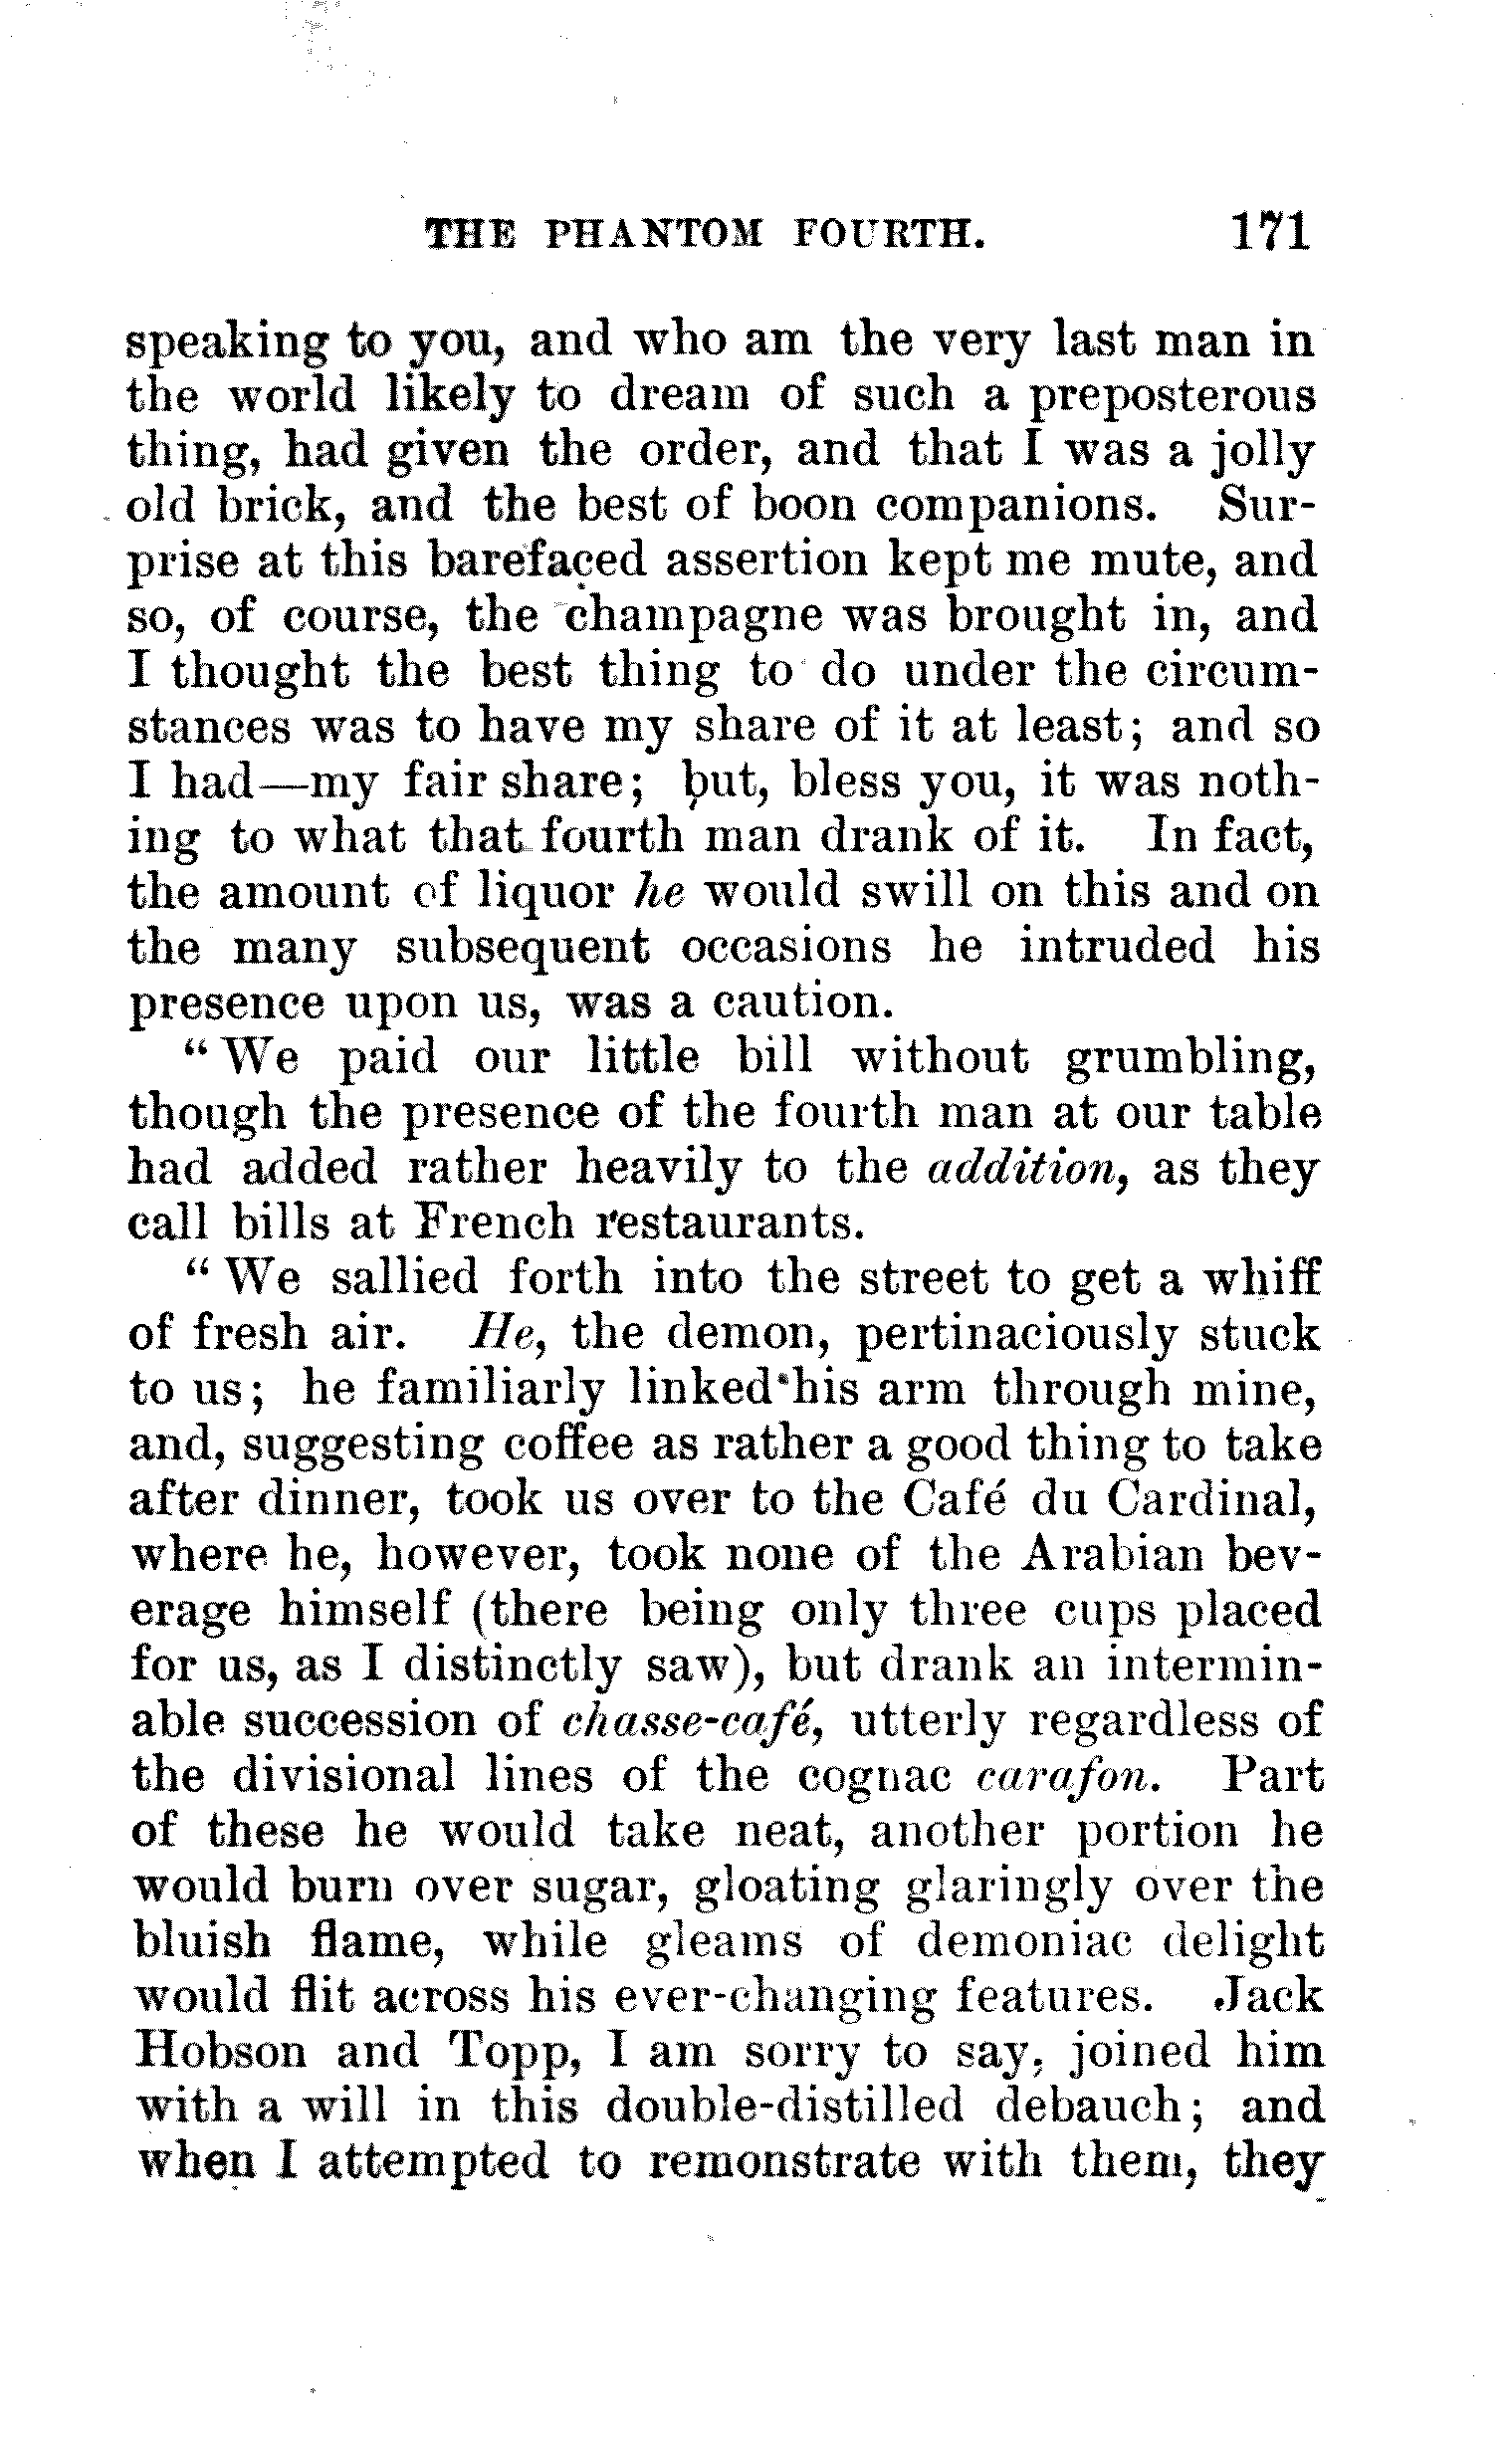 THE PHANTOM FOURTH. 171
speaking to you, and who am the very last man in
the world likely to dream of such a preposterous
thing, had given the order, and that I was a jolly
old brick, and the best of boon companions. Sur-
prise at this barefaced assertion kept me mute, and
so, of course, the champagne was brought in, and
I thought the best thing to do under the circum-
stances was to have my share of it at least; and so
I had—my fair share; but, bless you, it was noth-
ing to what that fourth man drank of it. In fact,
the amount of liquor he would swill on this and on
the many subsequent occasions he intruded his
presence upon us, was a caution.
“We paid our little bill without grumbling,
though the presence of the fourth man at our table
had added rather heavily to the addition, as they
call bills at French restaurants.
“We sallied forth into the street to get a whiff
of fresh air. He, the demon, pertinaciously stuck
to us; he familiarly linked his arm through mine,
and, suggesting coffee as rather a good thing to take
after dinner, took us over to the Café du Cardinal,
where he, however, took none of the Arabian bev-
erage himself (there being only three cups placed
for us, as I distinctly saw), but drank an intermin-
able succession of chasse-café, utterly regardless of
the divisional lines of the cognac carafon. Part
of these he would take neat, another portion he
would burn over sugar, gloating glaringly over the
bluish flame, while gleams of demoniac delight
would flit across his ever-changing features. Jack
Hobson and Topp, I am sorry to say, joined him
with a will in this double-distilled debauch; and
when I attempted to remonstrate with them, they